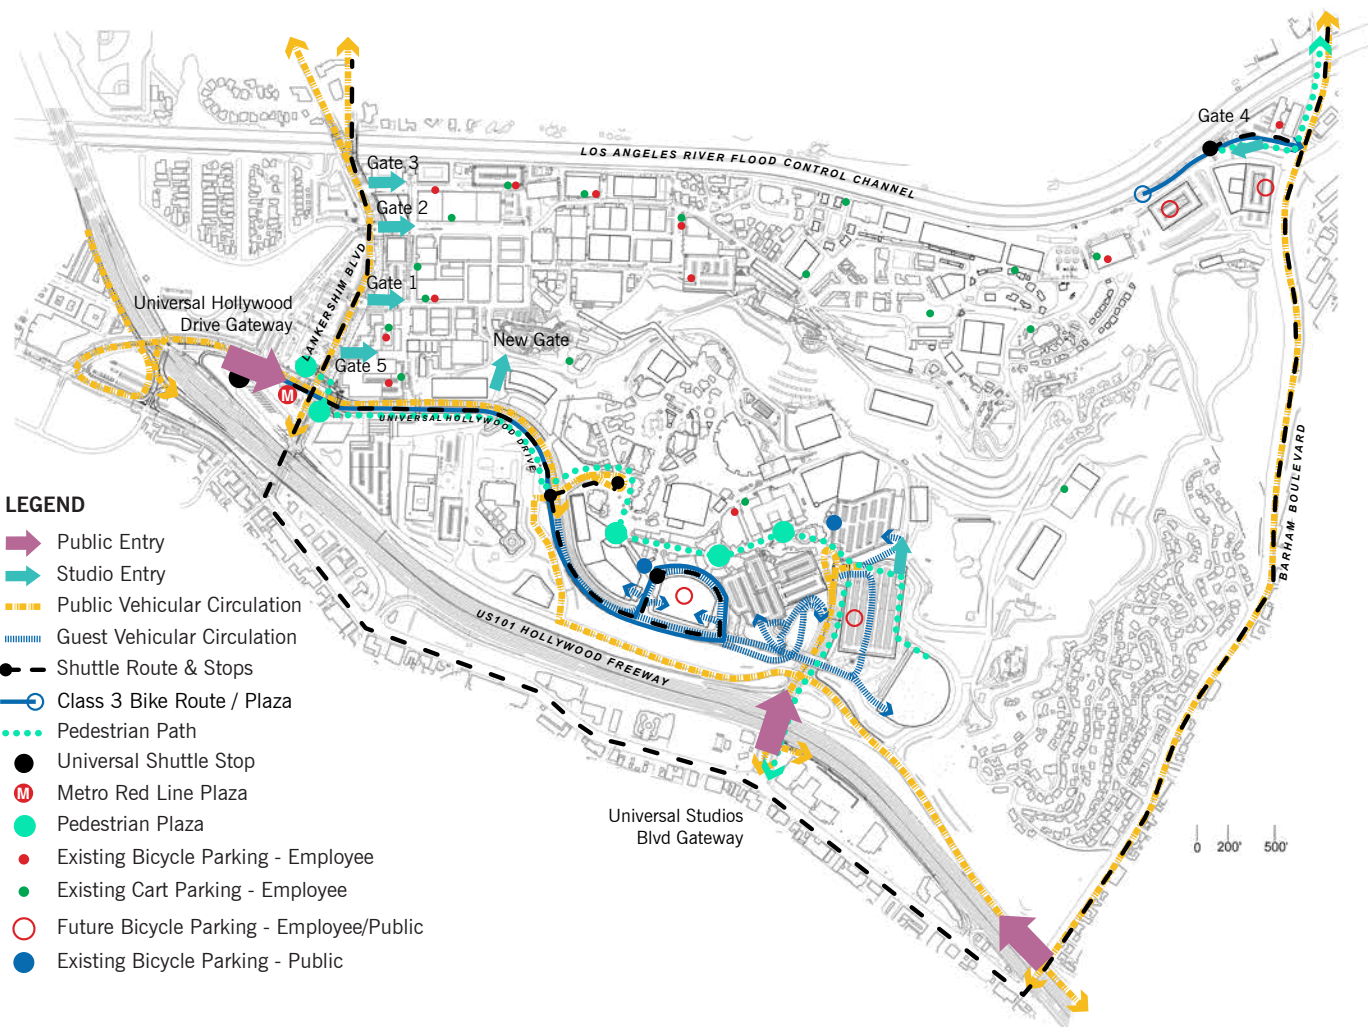 Gate 4
LOS ANGELES RIVER FLOOD CONTROL CHANNEL
Gate 3
Gate 2
LANKERSHIM BLVD
Gate 1
Universal Hollywood
Drive Gateway
New Gate
Gate 5
M
UNIVERSAL HOLLYWOOD DRIVE
BARHAM BOULEVARD
US101 HOLLYWOOD FREEWAY
LEGEND
Public Entry
Studio Entry
Public Vehicular Circulation
Guest Vehicular Circulation
Shuttle Route & Stops
Class 3 Bike Route / Plaza
Pedestrian Path
Universal Shuttle Stop
M Metro Red Line Plaza
Pedestrian Plaza
Existing Bicycle Parking - Employee
Existing Cart Parking - Employee
Future Bicycle Parking - Employee/Public
Existing Bicycle Parking - Public
Universal Studios
Blvd Gateway
0 200' 500'